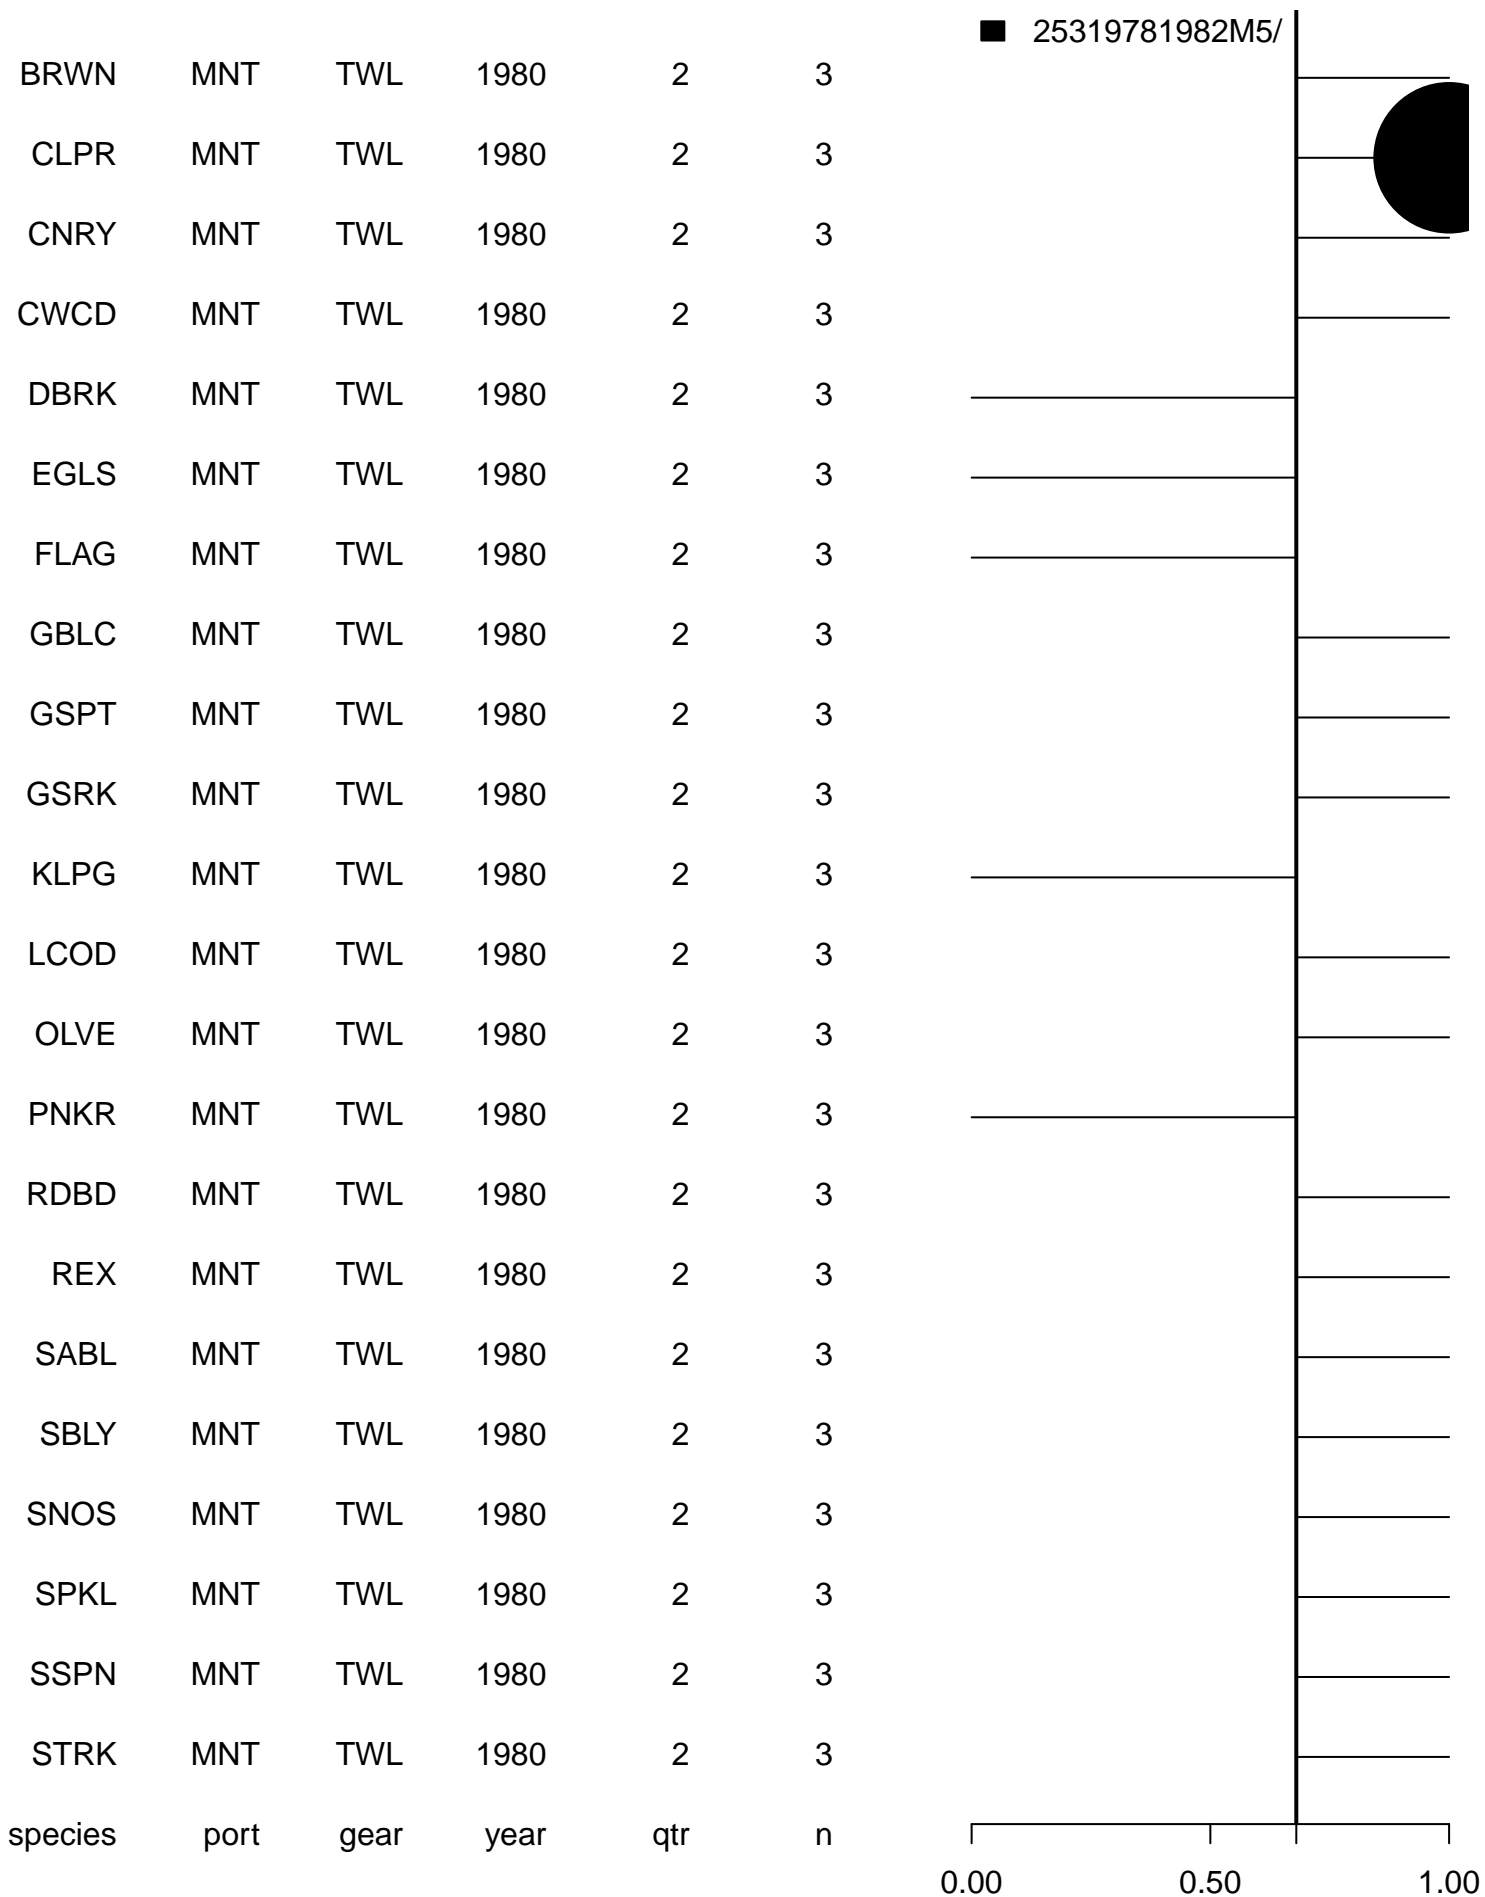 25319781982M5/
BRWN MNT TWL 1980 2 3
CLPR MNT TWL 1980 2 3
CNRY MNT TWL 1980 2 3
CWCD MNT TWL 1980 2 3
DBRK MNT TWL 1980 2 3
EGLS MNT TWL 1980 2 3
FLAG MNT TWL 1980 2 3
GBLC MNT TWL 1980 2 3
GSPT MNT TWL 1980 2 3
GSRK MNT TWL 1980 2 3
KLPG MNT TWL 1980 2 3
LCOD MNT TWL 1980 2 3
OLVE MNT TWL 1980 2 3
PNKR MNT TWL 1980 2 3
RDBD MNT TWL 1980 2 3
REX MNT TWL 1980 2 3
SABL MNT TWL 1980 2 3
SBLY MNT TWL 1980 2 3
SNOS MNT TWL 1980 2 3
SPKL MNT TWL 1980 2 3
SSPN MNT TWL 1980 2 3
STRK MNT TWL 1980 2 3
species port gear year qtr n
0.00 0.50 1.00